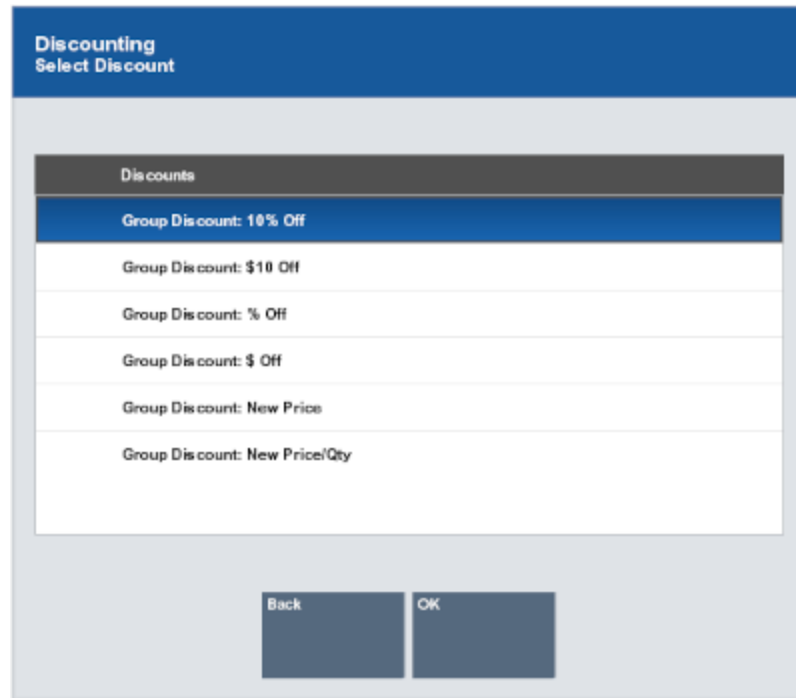 Discounting
Select Discount
Discounts
Group Discount: 10% Off
Group Discount: $10 Off
Group Discount: % Off
Group Discount: $ Off
Group Discount: New Price
Group Discount: New Price/Qty
Back
OK